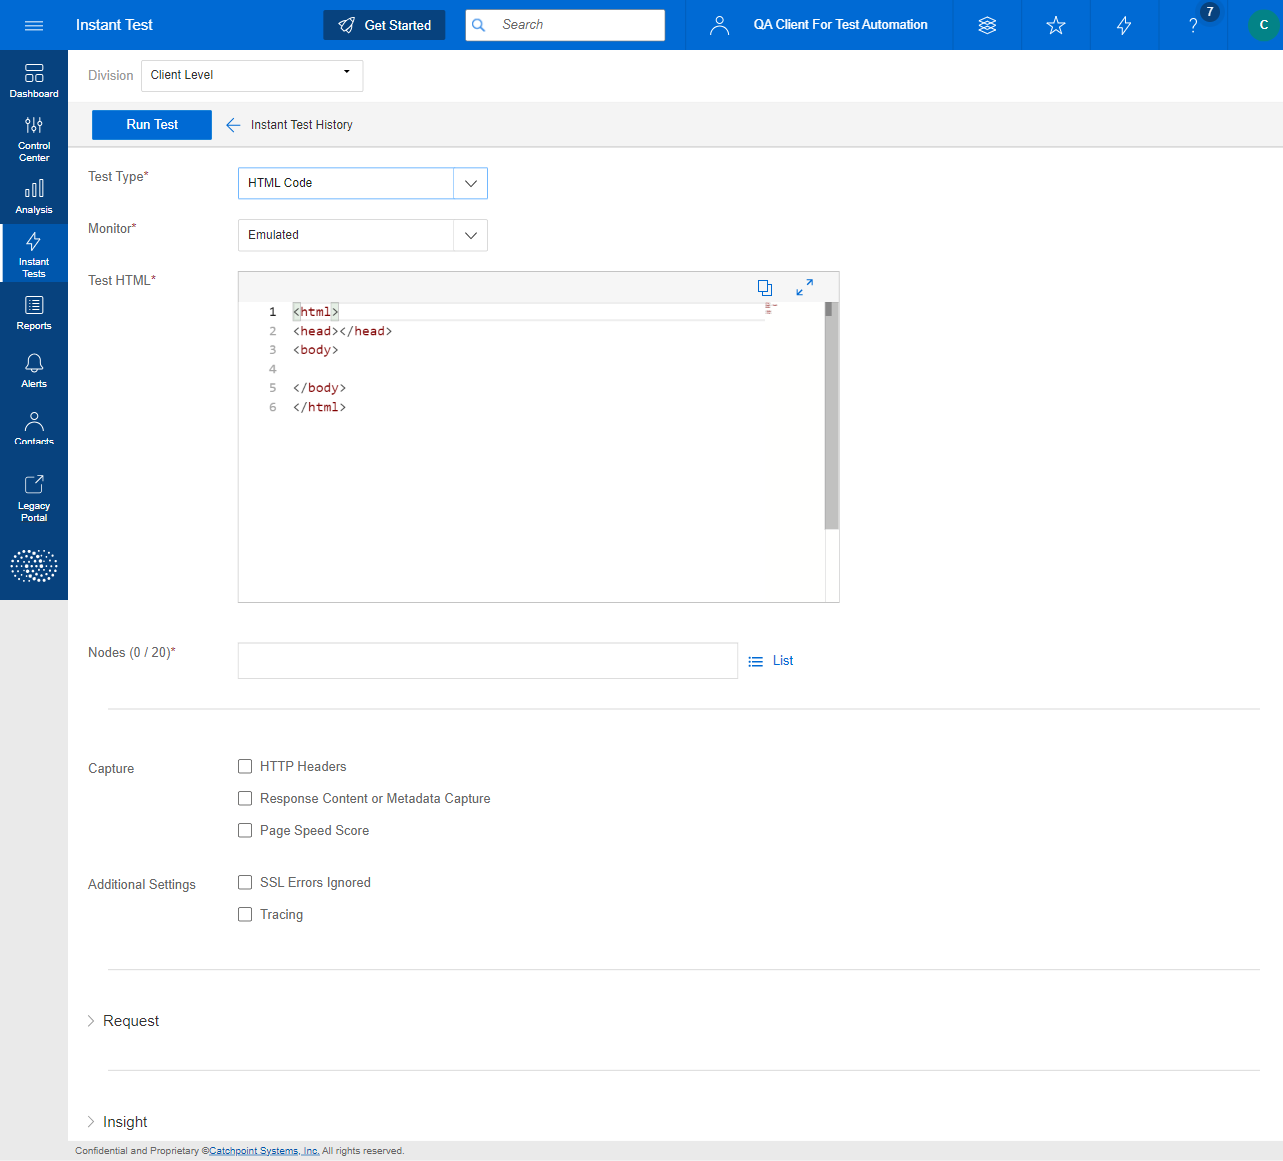 Instant Test
Get Started
Search
QA Client For Test Automation
?
7
C
Dashboard
Control
Center
Analysis
Instant
Tests
Reports
Alerts
Contacts
Legacy
Portal
Division
Client Level
Run Test
Instant Test History
Test Type*
HTML Code
Monitor*
Emulated
Test HTML*
1 <html>
2 <head></head>
3 <body>
4
5 </body>
6 </html>
Nodes (0 / 20)*
List
Capture
HTTP Headers
Response Content or Metadata Capture
Page Speed Score
Additional Settings
SSL Errors Ignored
Tracing
Request
Insight
Confidential and Proprietary ©Catchpoint Systems, Inc. All rights reserved.